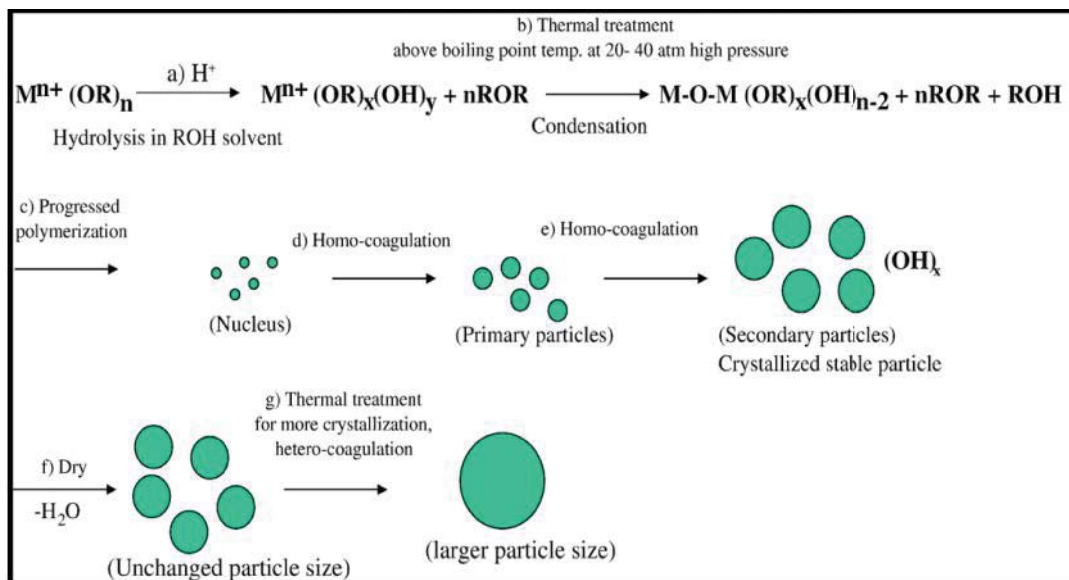 b) Thermal treatment
above boiling point temp. at 20- 40 atm high pressure
a) H⁺
Mⁿ⁺ (OR)ₙ Mⁿ⁺ (OR)ₓ(OH)ᵧ + nROR M-O-M (OR)ₓ(OH)ₙ₋₂ + nROR + ROH
Hydrolysis in ROH solvent
Condensation
c) Progressed
polymerization
d) Homo-coagulation
e) Homo-coagulation
(OH)ₓ
(Nucleus)
(Primary particles)
(Secondary particles)
Crystallized stable particle
f) Dry
-H₂O
g) Thermal treatment
for more crystallization,
hetero-coagulation
(Unchanged particle size)
(larger particle size)